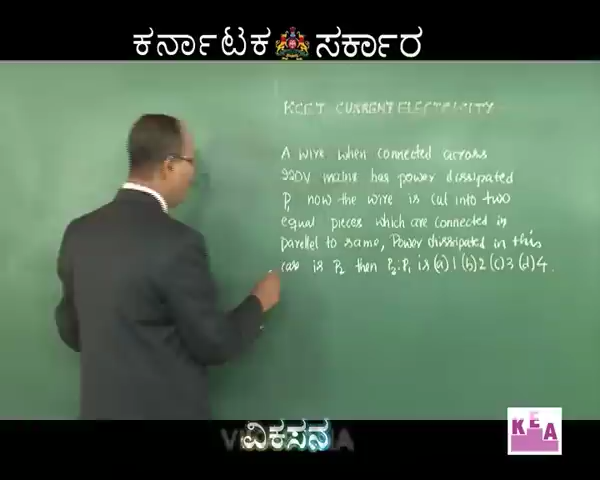 ಕರ್ನಾಟಕ ಸರ್ಕಾರ
KCET CURRENT ELECTRICITY
A wire when connected across
220V mains has power dissipated
P₁ now the wire is cut into two
equal pieces which are connected in
parallel to same, Power dissipated in this
case is P₂ then P₂:P₁ is (a) 1 (b) 2 (c) 3 (d) 4.
ವಿಕಸನ
KEA